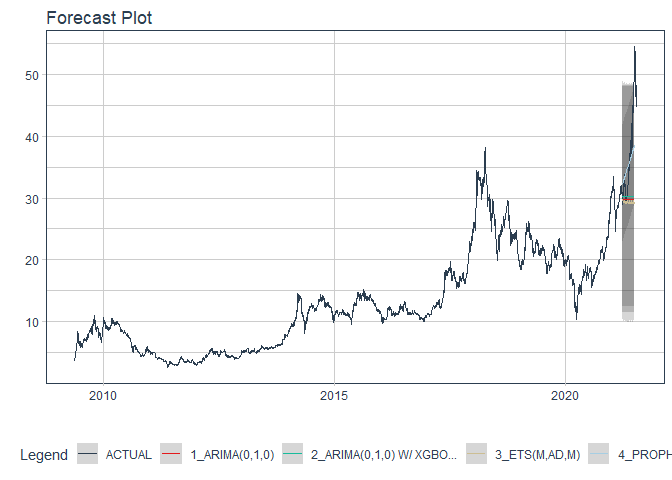 Forecast Plot
50
40
30
20
10
2010 2015 2020
Legend ACTUAL 1_ARIMA(0,1,0) 2_ARIMA(0,1,0) W/ XGBO... 3_ETS(M,AD,M) 4_PROPH